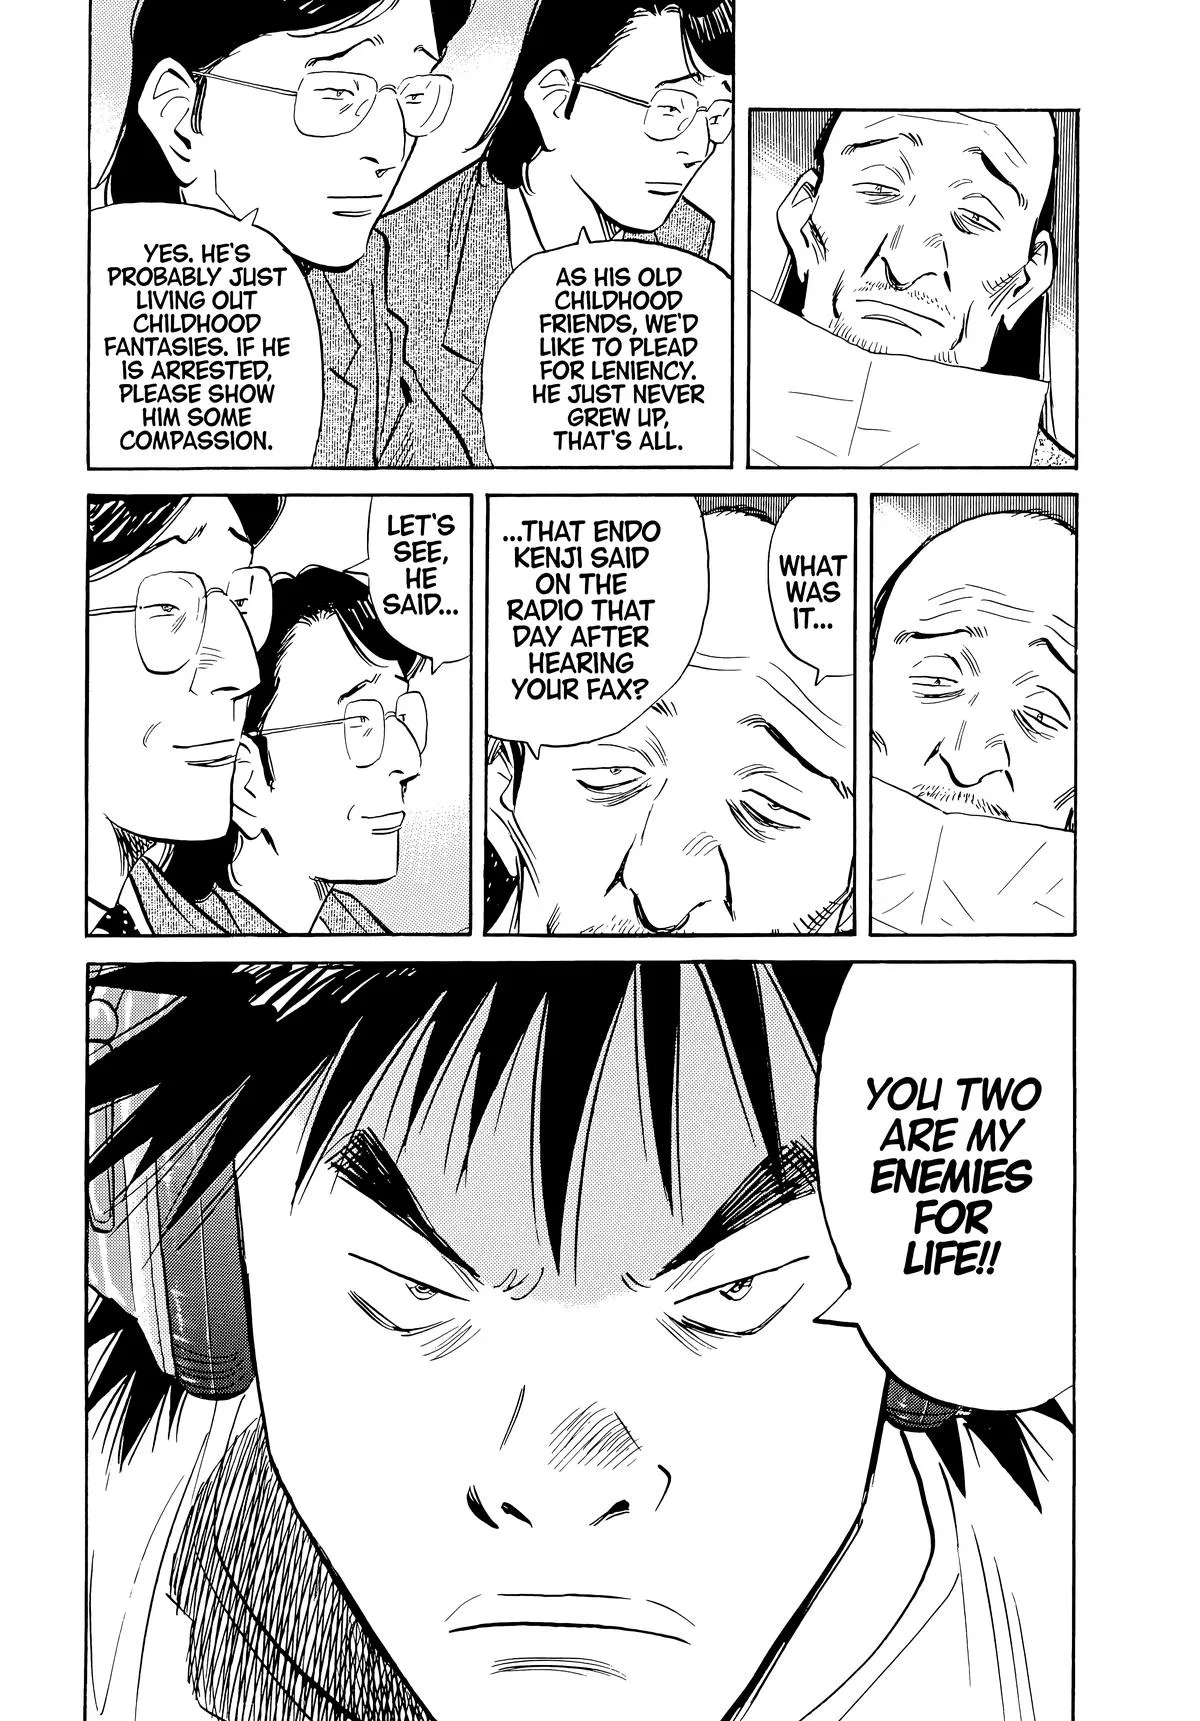 AS HIS OLD
CHILDHOOD
FRIENDS, WE'D
LIKE TO PLEAD
FOR LENIENCY.
HE JUST NEVER
GREW UP,
THAT'S ALL.
YES. HE'S
PROBABLY JUST
LIVING OUT
CHILDHOOD
FANTASIES. IF HE
IS ARRESTED,
PLEASE SHOW
HIM SOME
COMPASSION.
WHAT
WAS
IT...
...THAT ENDO
KENJI SAID
ON THE
RADIO THAT
DAY AFTER
HEARING
YOUR FAX?
LET'S
SEE,
HE
SAID...
YOU TWO
ARE MY
ENEMIES
FOR
LIFE!!